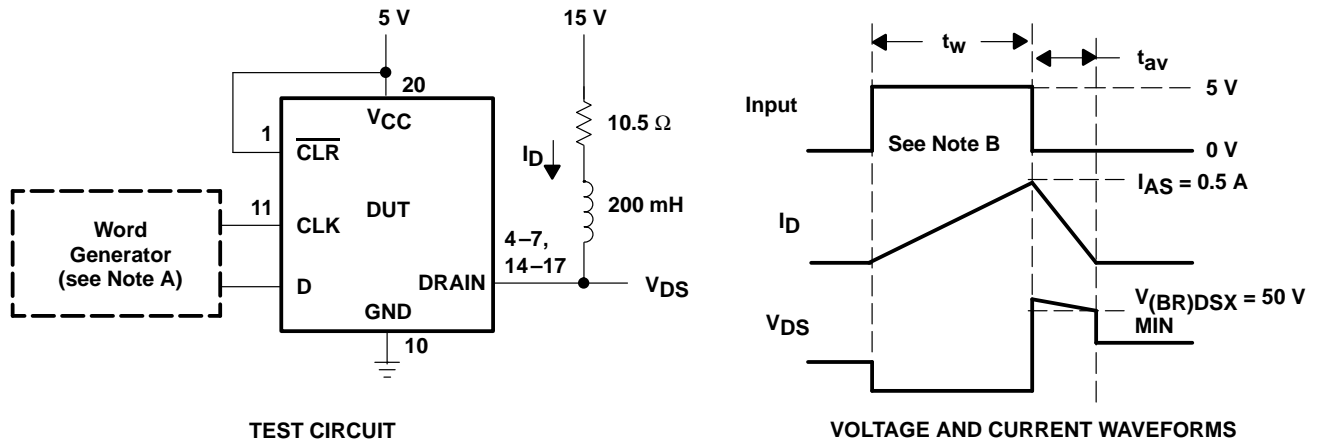 5 V
15 V
20
VCC
1
CLR
10.5 Ω
ID
200 mH
11
CLK
DUT
Word
Generator
(see Note A)
4–7,
14–17
D
DRAIN
VDS
GND
10
TEST CIRCUIT
tw
tav
Input
5 V
See Note B
0 V
IAS = 0.5 A
ID
V(BR)DSX = 50 V
MIN
VDS
VOLTAGE AND CURRENT WAVEFORMS